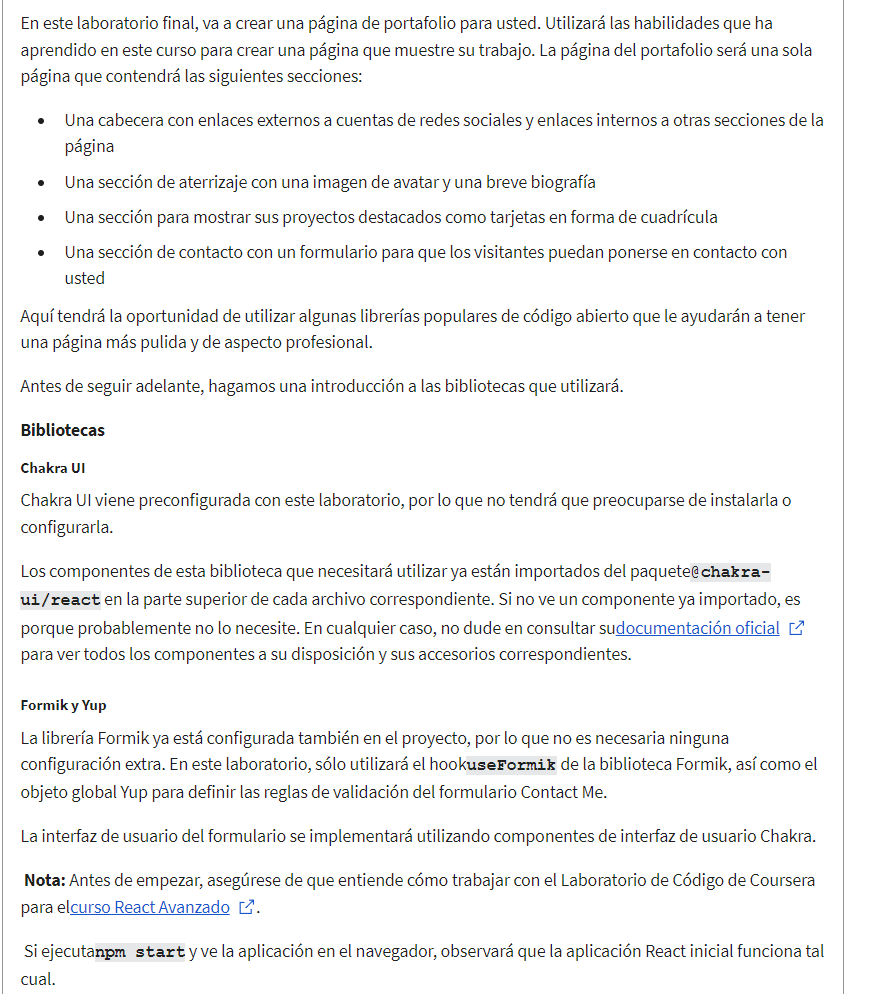 En este laboratorio final, va a crear una página de portafolio para usted. Utilizará las habilidades que ha
aprendido en este curso para crear una página que muestre su trabajo. La página del portafolio será una sola
página que contendrá las siguientes secciones:
• Una cabecera con enlaces externos a cuentas de redes sociales y enlaces internos a otras secciones de la
página
• Una sección de aterrizaje con una imagen de avatar y una breve biografía
• Una sección para mostrar sus proyectos destacados como tarjetas en forma de cuadrícula
• Una sección de contacto con un formulario para que los visitantes puedan ponerse en contacto con
usted
Aquí tendrá la oportunidad de utilizar algunas librerías populares de código abierto que le ayudarán a tener
una página más pulida y de aspecto profesional.
Antes de seguir adelante, hagamos una introducción a las bibliotecas que utilizará.
Bibliotecas
Chakra UI
Chakra UI viene preconfigurada con este laboratorio, por lo que no tendrá que preocuparse de instalarla o
configurarla.
Los componentes de esta biblioteca que necesitará utilizar ya están importados del paquete@chakra-
ui/react en la parte superior de cada archivo correspondiente. Si no ve un componente ya importado, es
porque probablemente no lo necesite. En cualquier caso, no dude en consultar sudocumentación oficial
para ver todos los componentes a su disposición y sus accesorios correspondientes.
Formik y Yup
La librería Formik ya está configurada también en el proyecto, por lo que no es necesaria ninguna
configuración extra. En este laboratorio, sólo utilizará el hookuseFormik de la biblioteca Formik, así como el
objeto global Yup para definir las reglas de validación del formulario Contact Me.
La interfaz de usuario del formulario se implementará utilizando componentes de interfaz de usuario Chakra.
Nota: Antes de empezar, asegúrese de que entiende cómo trabajar con el Laboratorio de Código de Coursera
para elcurso React Avanzado .
Si ejecutanpm start y ve la aplicación en el navegador, observará que la aplicación React inicial funciona tal
cual.